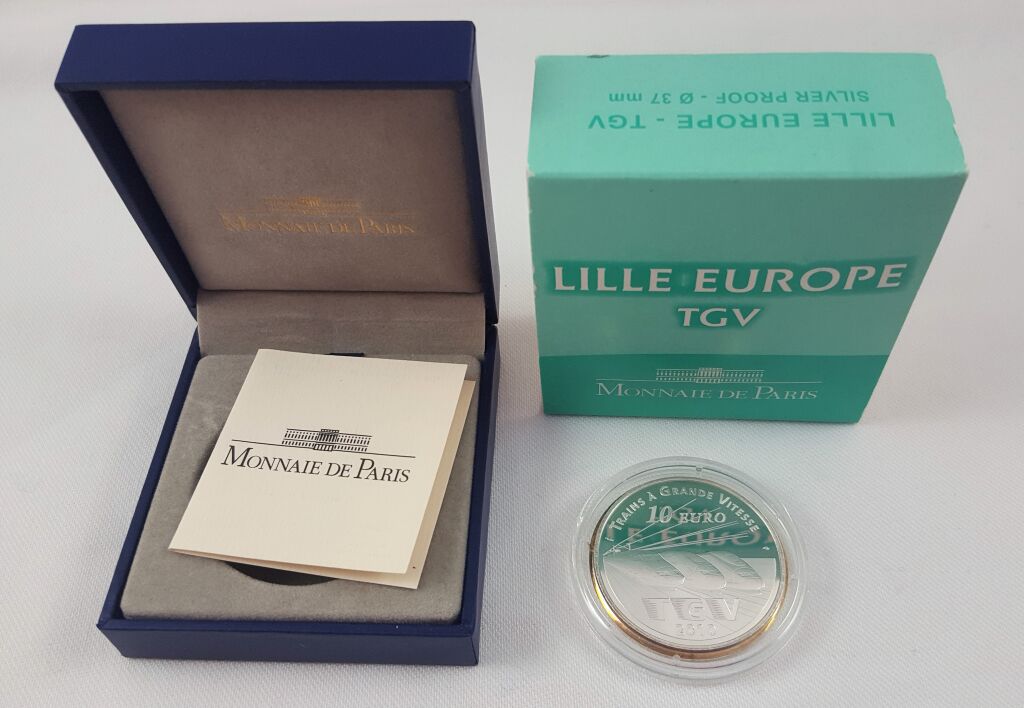 MONNAIE DE PARIS
MONNAIE DE PARIS
LILLE EUROPE - TGV
SILVER PROOF - Ø 37 mm
LILLE EUROPE
TGV
MONNAIE DE PARIS
TRAINS À GRANDE VITESSE
10 EURO
TGV
2010